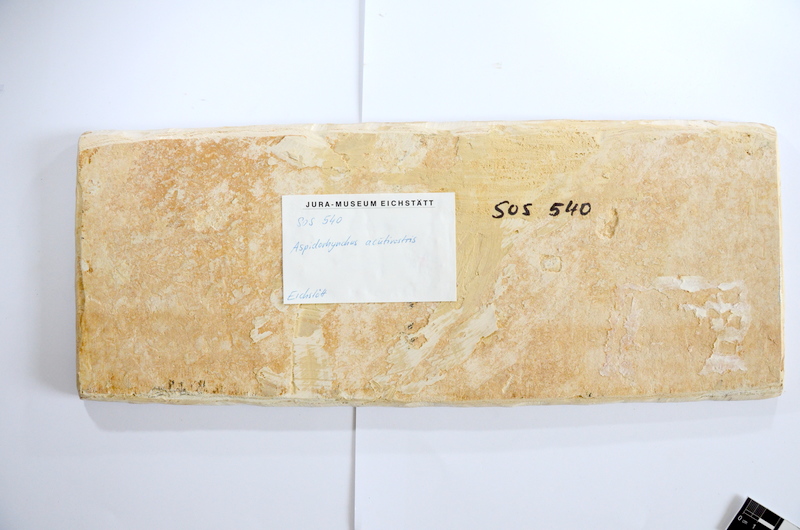 JURA-MUSEUM EICHSTÄTT
SOS 540
Aspidorhynchus acutirostris
Eichstätt
SOS 540